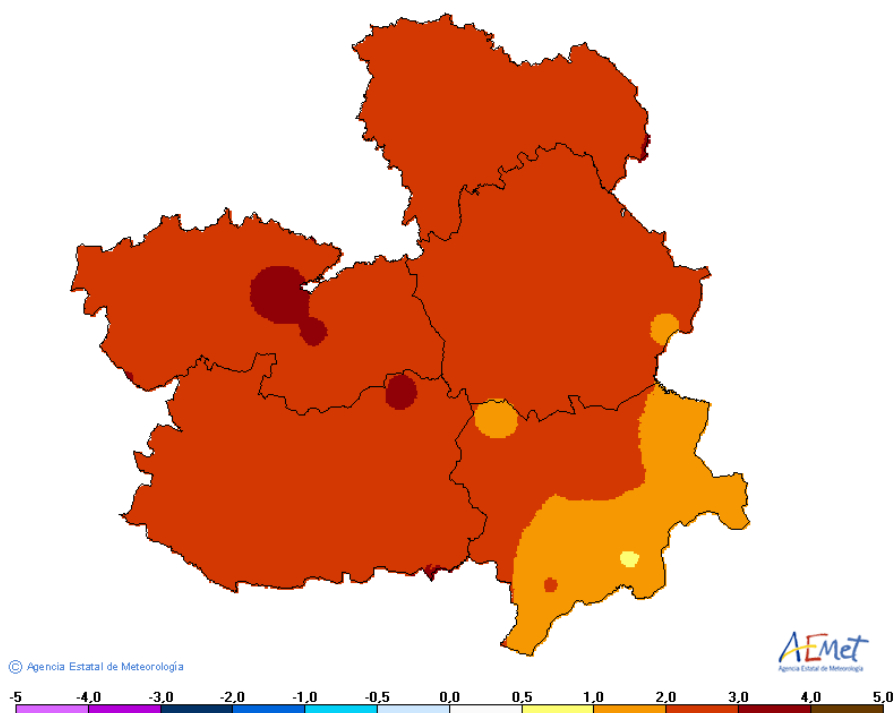 AEMet
Agencia Estatal de Meteorología
© Agencia Estatal de Meteorología
-5 -4,0 -3,0 -2,0 -1,0 -0,5 0,0 0,5 1,0 2,0 3,0 4,0 5,0